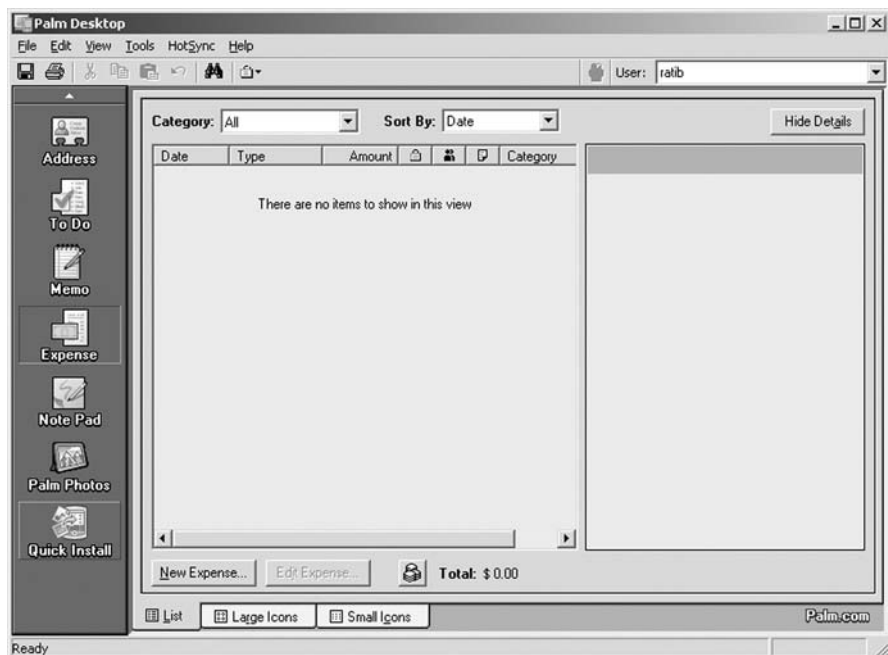 Palm Desktop
File Edit View Tools HotSync Help
User: ratib
Category: All Sort By: Date Hide Details
Date Type Amount Category
There are no items to show in this view
Address
To Do
Memo
Expense
Note Pad
Palm Photos
Quick Install
New Expense... Edit Expense... Total: $ 0.00
List Large Icons Small Icons Palm.com
Ready